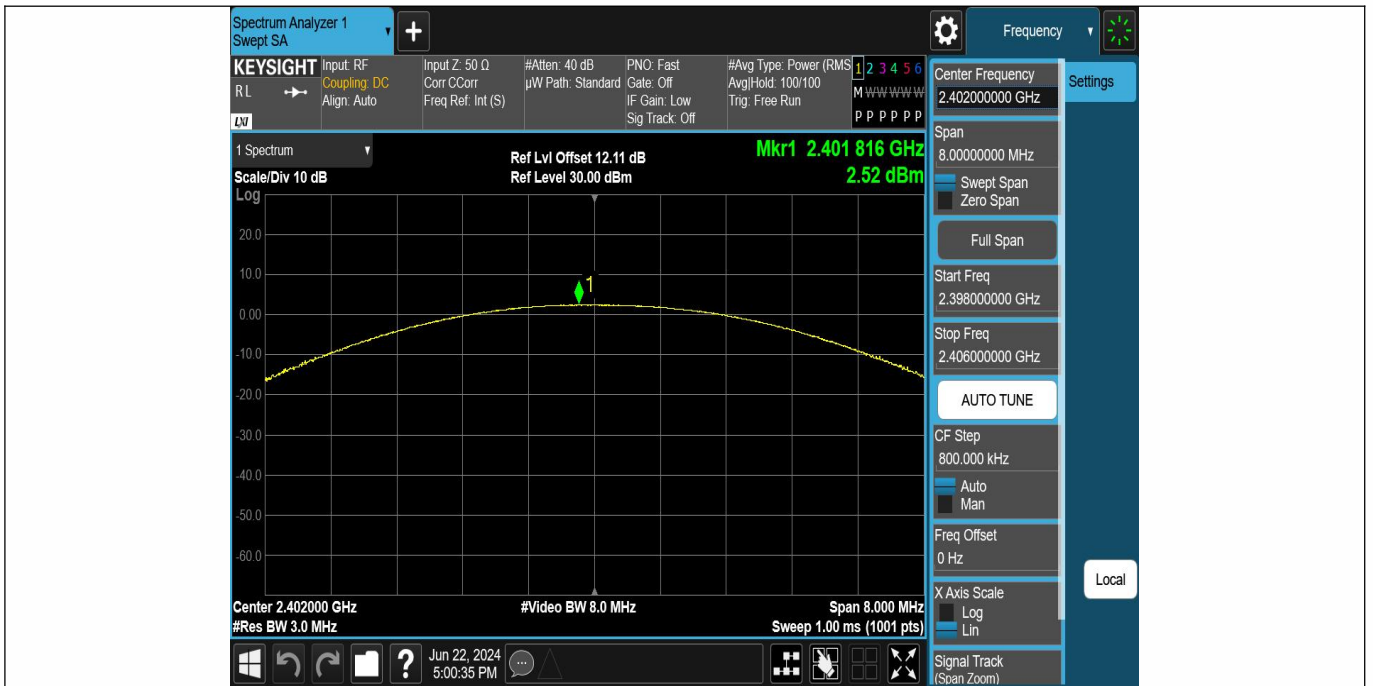 Spectrum Analyzer 1
Swept SA
+
Frequency
KEYSIGHT
RL
LXI
Input: RF
Coupling: DC
Align: Auto
Input Z: 50 Ω
Corr CCorr
Freq Ref: Int (S)
#Atten: 40 dB
µW Path: Standard
PNO: Fast
Gate: Off
IF Gain: Low
Sig Track: Off
#Avg Type: Power (RMS
Avg|Hold: 100/100
Trig: Free Run
1 2 3 4 5 6
M W W W W W
P P P P P P
1 Spectrum
Scale/Div 10 dB
Log
Ref Lvl Offset 12.11 dB
Ref Level 30.00 dBm
Mkr1 2.401 816 GHz
2.52 dBm
20.0
10.0
1
0.00
-10.0
-20.0
-30.0
-40.0
-50.0
-60.0
Center 2.402000 GHz
#Res BW 3.0 MHz
#Video BW 8.0 MHz
Span 8.000 MHz
Sweep 1.00 ms (1001 pts)
Center Frequency
2.402000000 GHz
Settings
Span
8.00000000 MHz
Swept Span
Zero Span
Full Span
Start Freq
2.398000000 GHz
Stop Freq
2.406000000 GHz
AUTO TUNE
CF Step
800.000 kHz
Auto
Man
Freq Offset
0 Hz
Local
X Axis Scale
Log
Lin
Signal Track
(Span Zoom)
?
Jun 22, 2024
5:00:35 PM